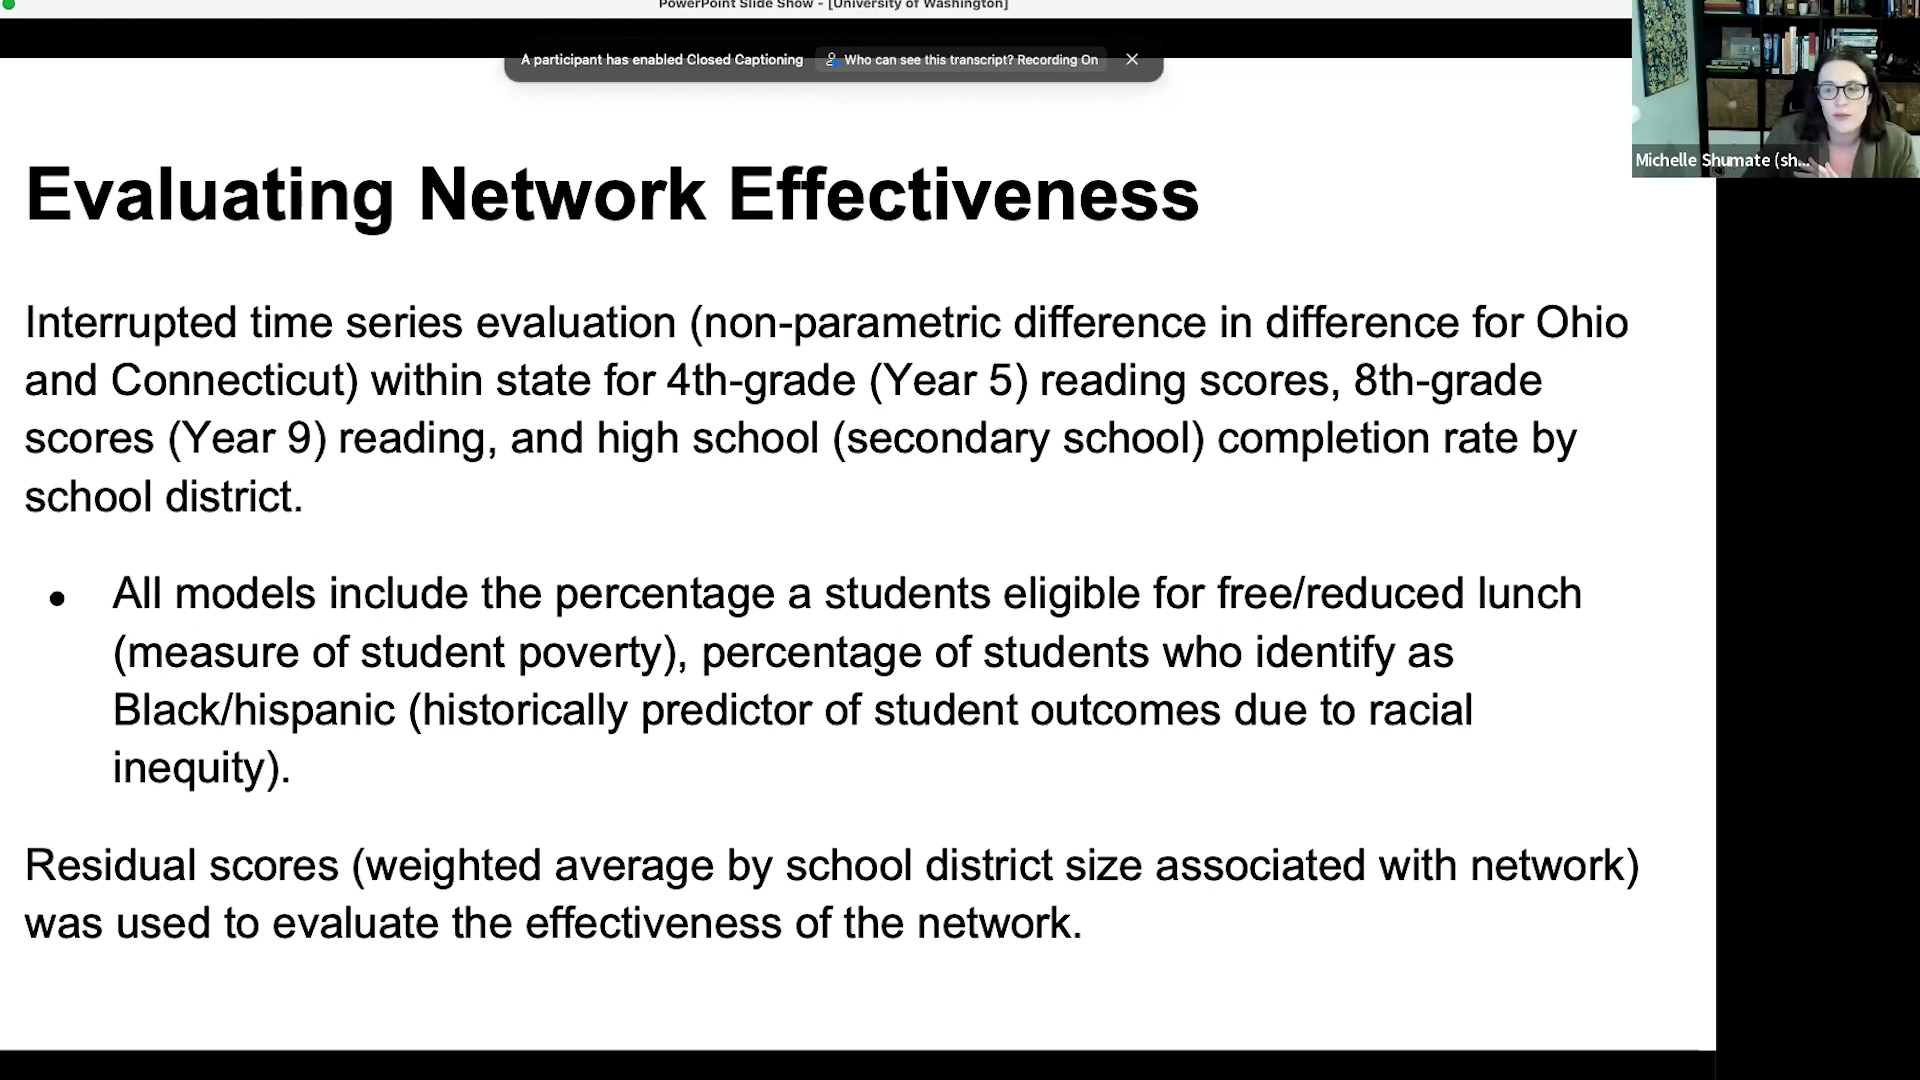 PowerPoint Slide Show - [University of Washington]
A participant has enabled Closed Captioning
Who can see this transcript? Recording On
Michelle Shumate (sh...
Evaluating Network Effectiveness
Interrupted time series evaluation (non-parametric difference in difference for Ohio
and Connecticut) within state for 4th-grade (Year 5) reading scores, 8th-grade
scores (Year 9) reading, and high school (secondary school) completion rate by
school district.
• All models include the percentage a students eligible for free/reduced lunch
(measure of student poverty), percentage of students who identify as
Black/hispanic (historically predictor of student outcomes due to racial
inequity).
Residual scores (weighted average by school district size associated with network)
was used to evaluate the effectiveness of the network.